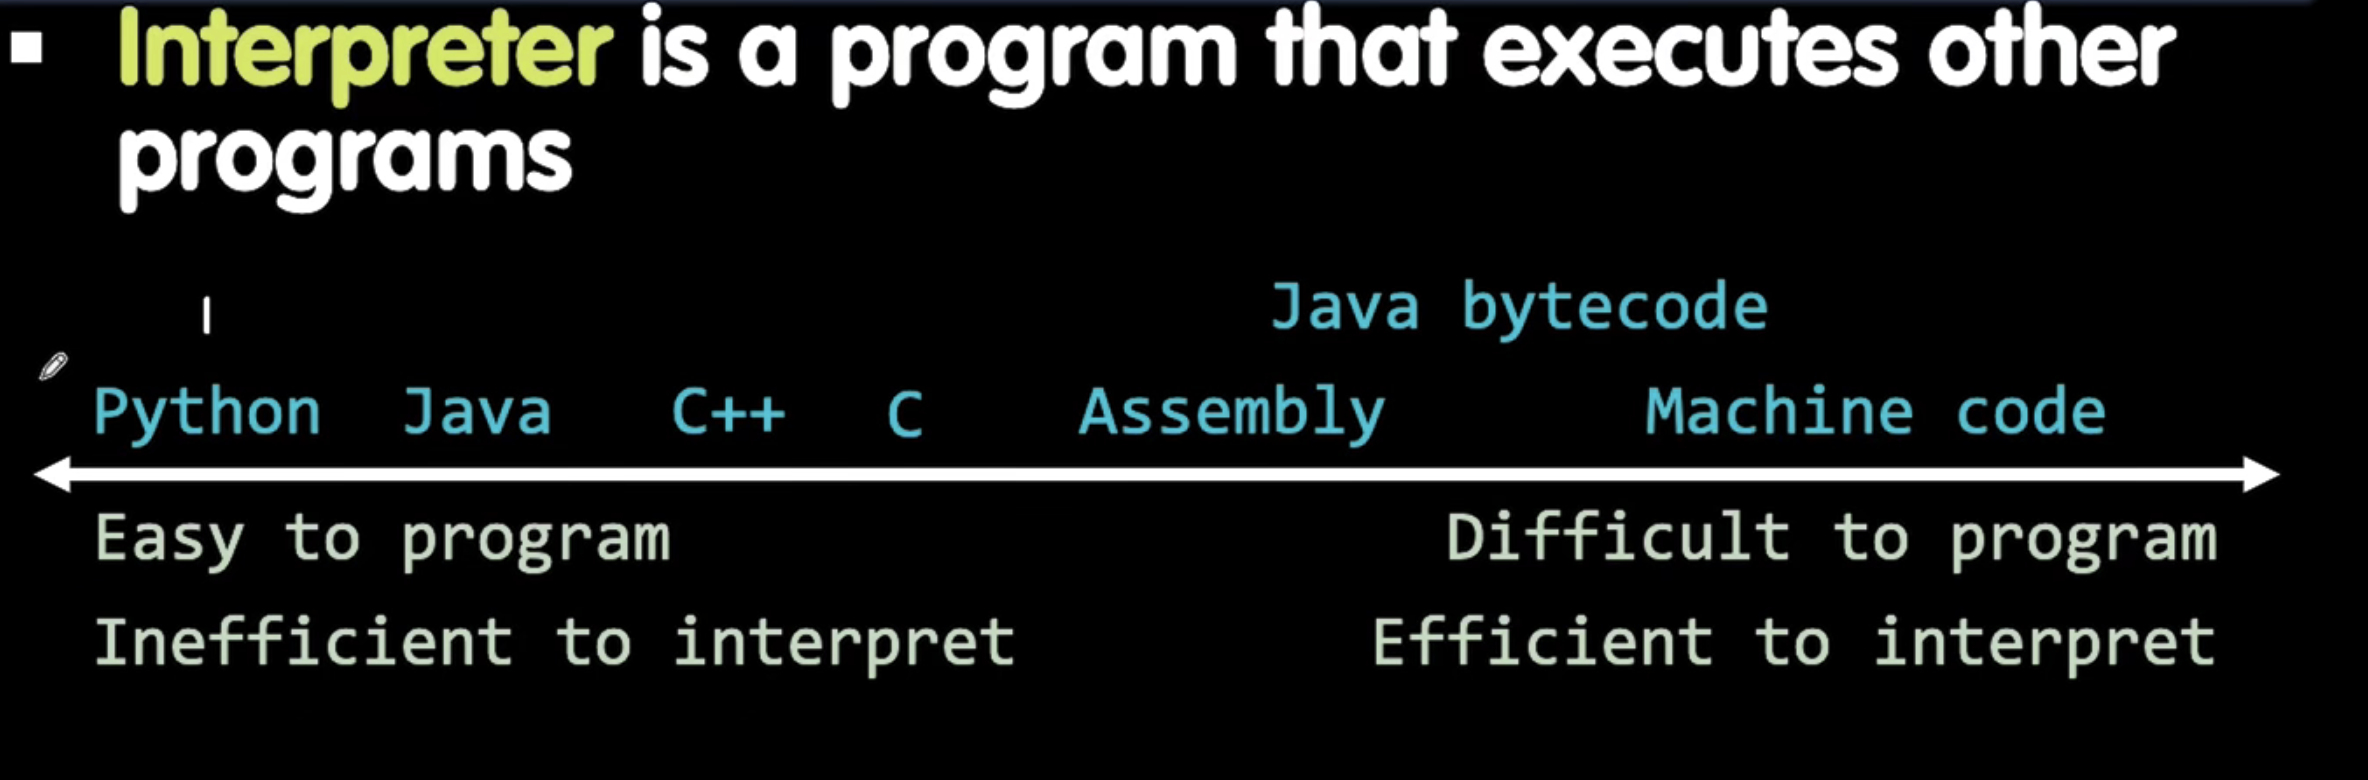 Interpreter is a program that executes other
programs
Java bytecode
Python Java C++ C Assembly Machine code
Easy to program Difficult to program
Inefficient to interpret Efficient to interpret